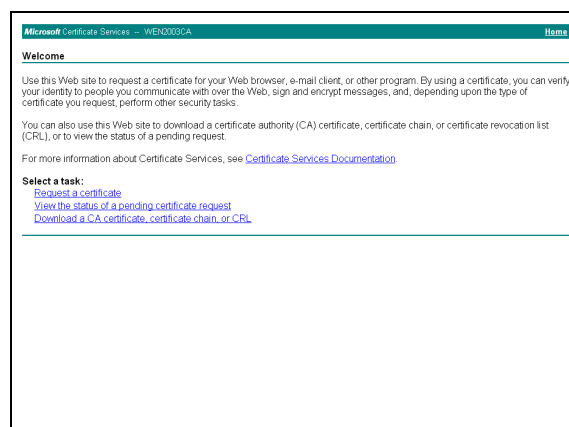 Microsoft Certificate Services -- WEN2003CA Home
Welcome
Use this Web site to request a certificate for your Web browser, e-mail client, or other program. By using a certificate, you can verify
your identity to people you communicate with over the Web, sign and encrypt messages, and, depending upon the type of
certificate you request, perform other security tasks.
You can also use this Web site to download a certificate authority (CA) certificate, certificate chain, or certificate revocation list
(CRL), or to view the status of a pending request.
For more information about Certificate Services, see Certificate Services Documentation.
Select a task:
Request a certificate
View the status of a pending certificate request
Download a CA certificate, certificate chain, or CRL